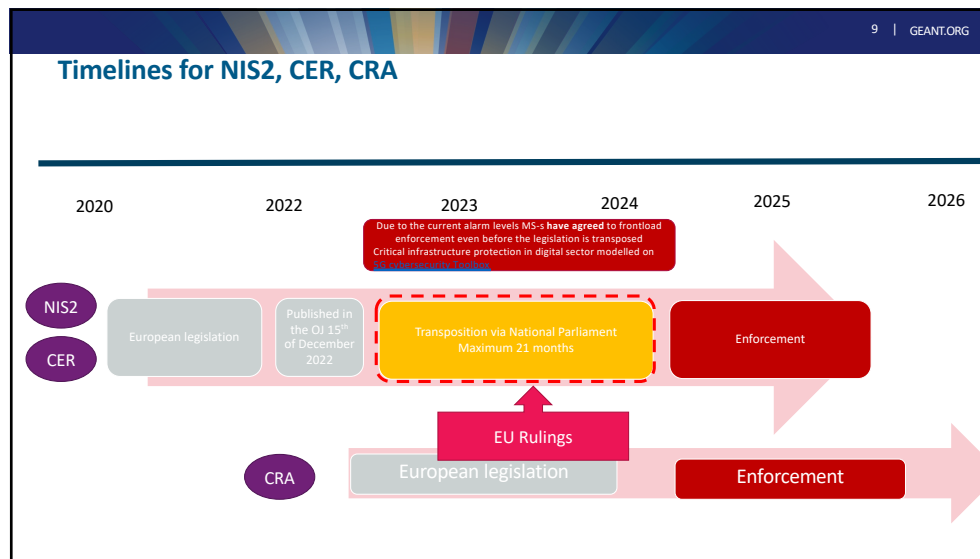 9 | GEANT.ORG
Timelines for NIS2, CER, CRA
2020 2022 2023 2024 2025 2026
Due to the current alarm levels MS-s have agreed to frontload
enforcement even before the legislation is transposed
Critical infrastructure protection in digital sector modelled on
5G cybersecurity Toolbox
NIS2
CER
European legislation
Published in
the OJ 15th
of December
2022
Transposition via National Parliament
Maximum 21 months
Enforcement
EU Rulings
CRA
European legislation
Enforcement